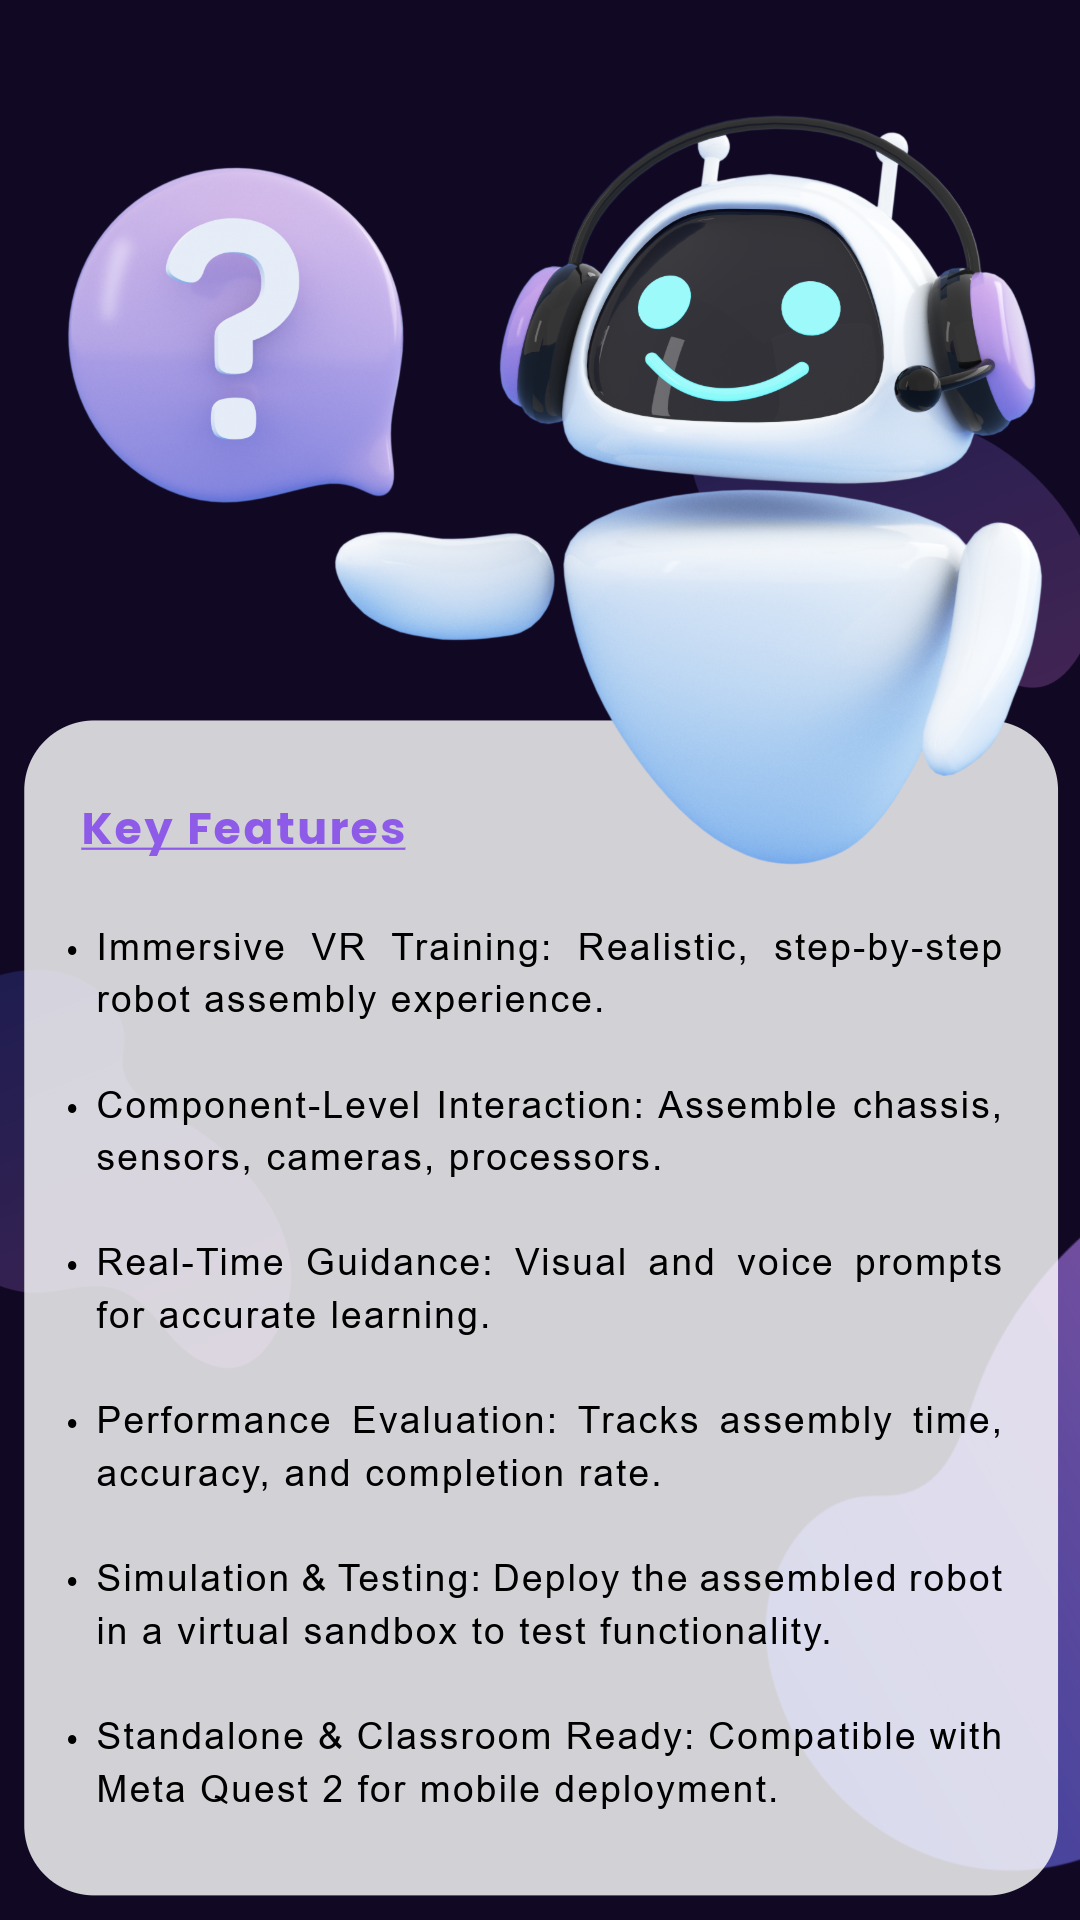 ?
Key Features
• Immersive VR Training: Realistic, step-by-step
robot assembly experience.
• Component-Level Interaction: Assemble chassis,
sensors, cameras, processors.
• Real-Time Guidance: Visual and voice prompts
for accurate learning.
• Performance Evaluation: Tracks assembly time,
accuracy, and completion rate.
• Simulation & Testing: Deploy the assembled robot
in a virtual sandbox to test functionality.
• Standalone & Classroom Ready: Compatible with
Meta Quest 2 for mobile deployment.